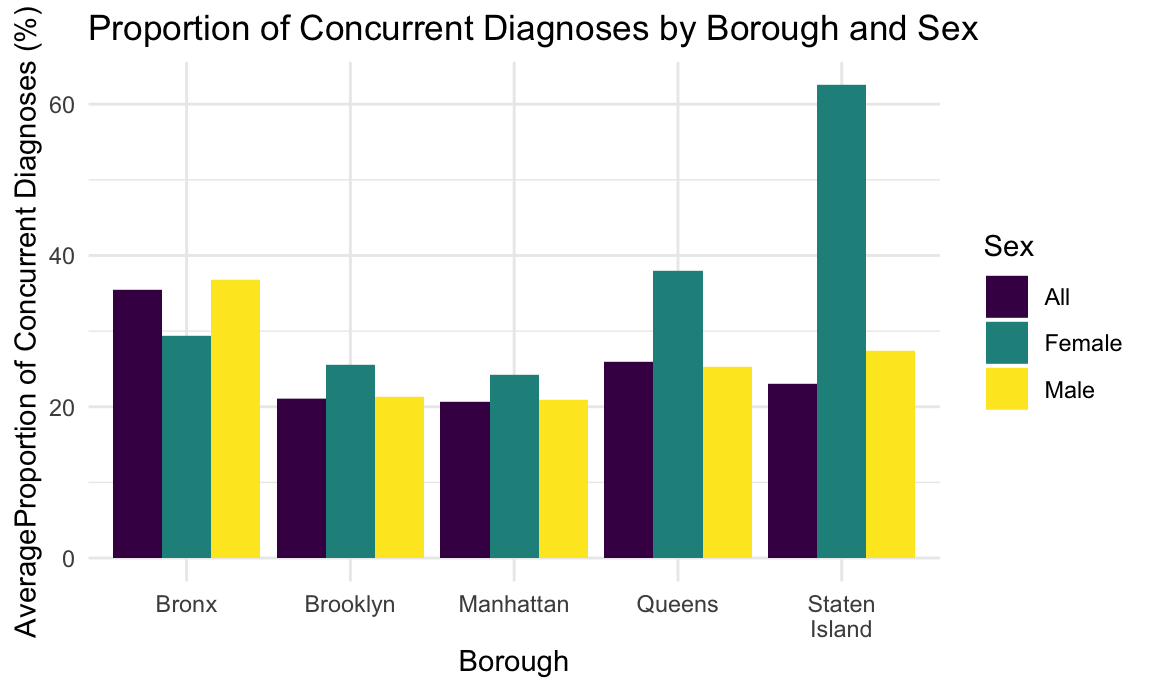 Proportion of Concurrent Diagnoses by Borough and Sex
AverageProportion of Concurrent Diagnoses (%)
60
40
20
0
Bronx
Brooklyn
Manhattan
Queens
Staten
Island
Borough
Sex
All
Female
Male